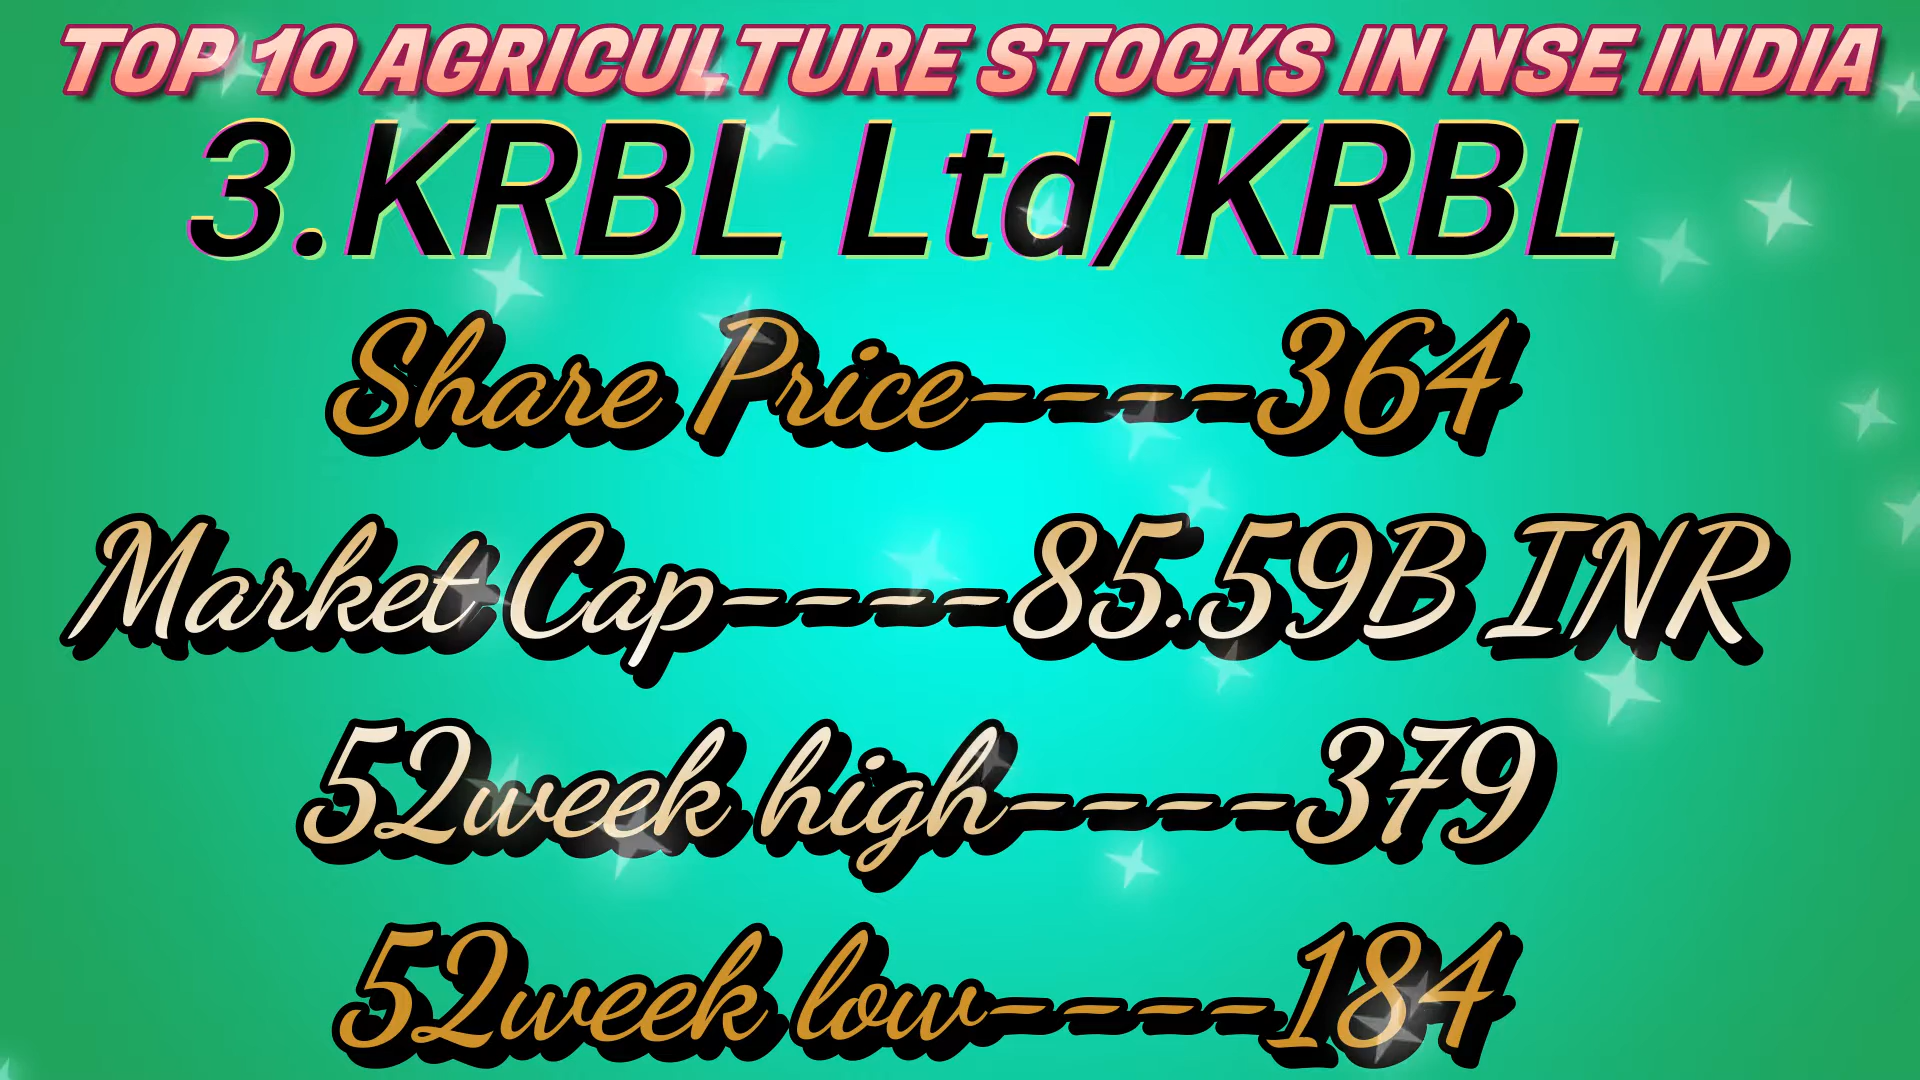 TOP 10 AGRICULTURE STOCKS IN NSE INDIA
3.KRBL Ltd/KRBL
Share Price----364
Market Cap----85.59B INR
52week high----379
52week low----184